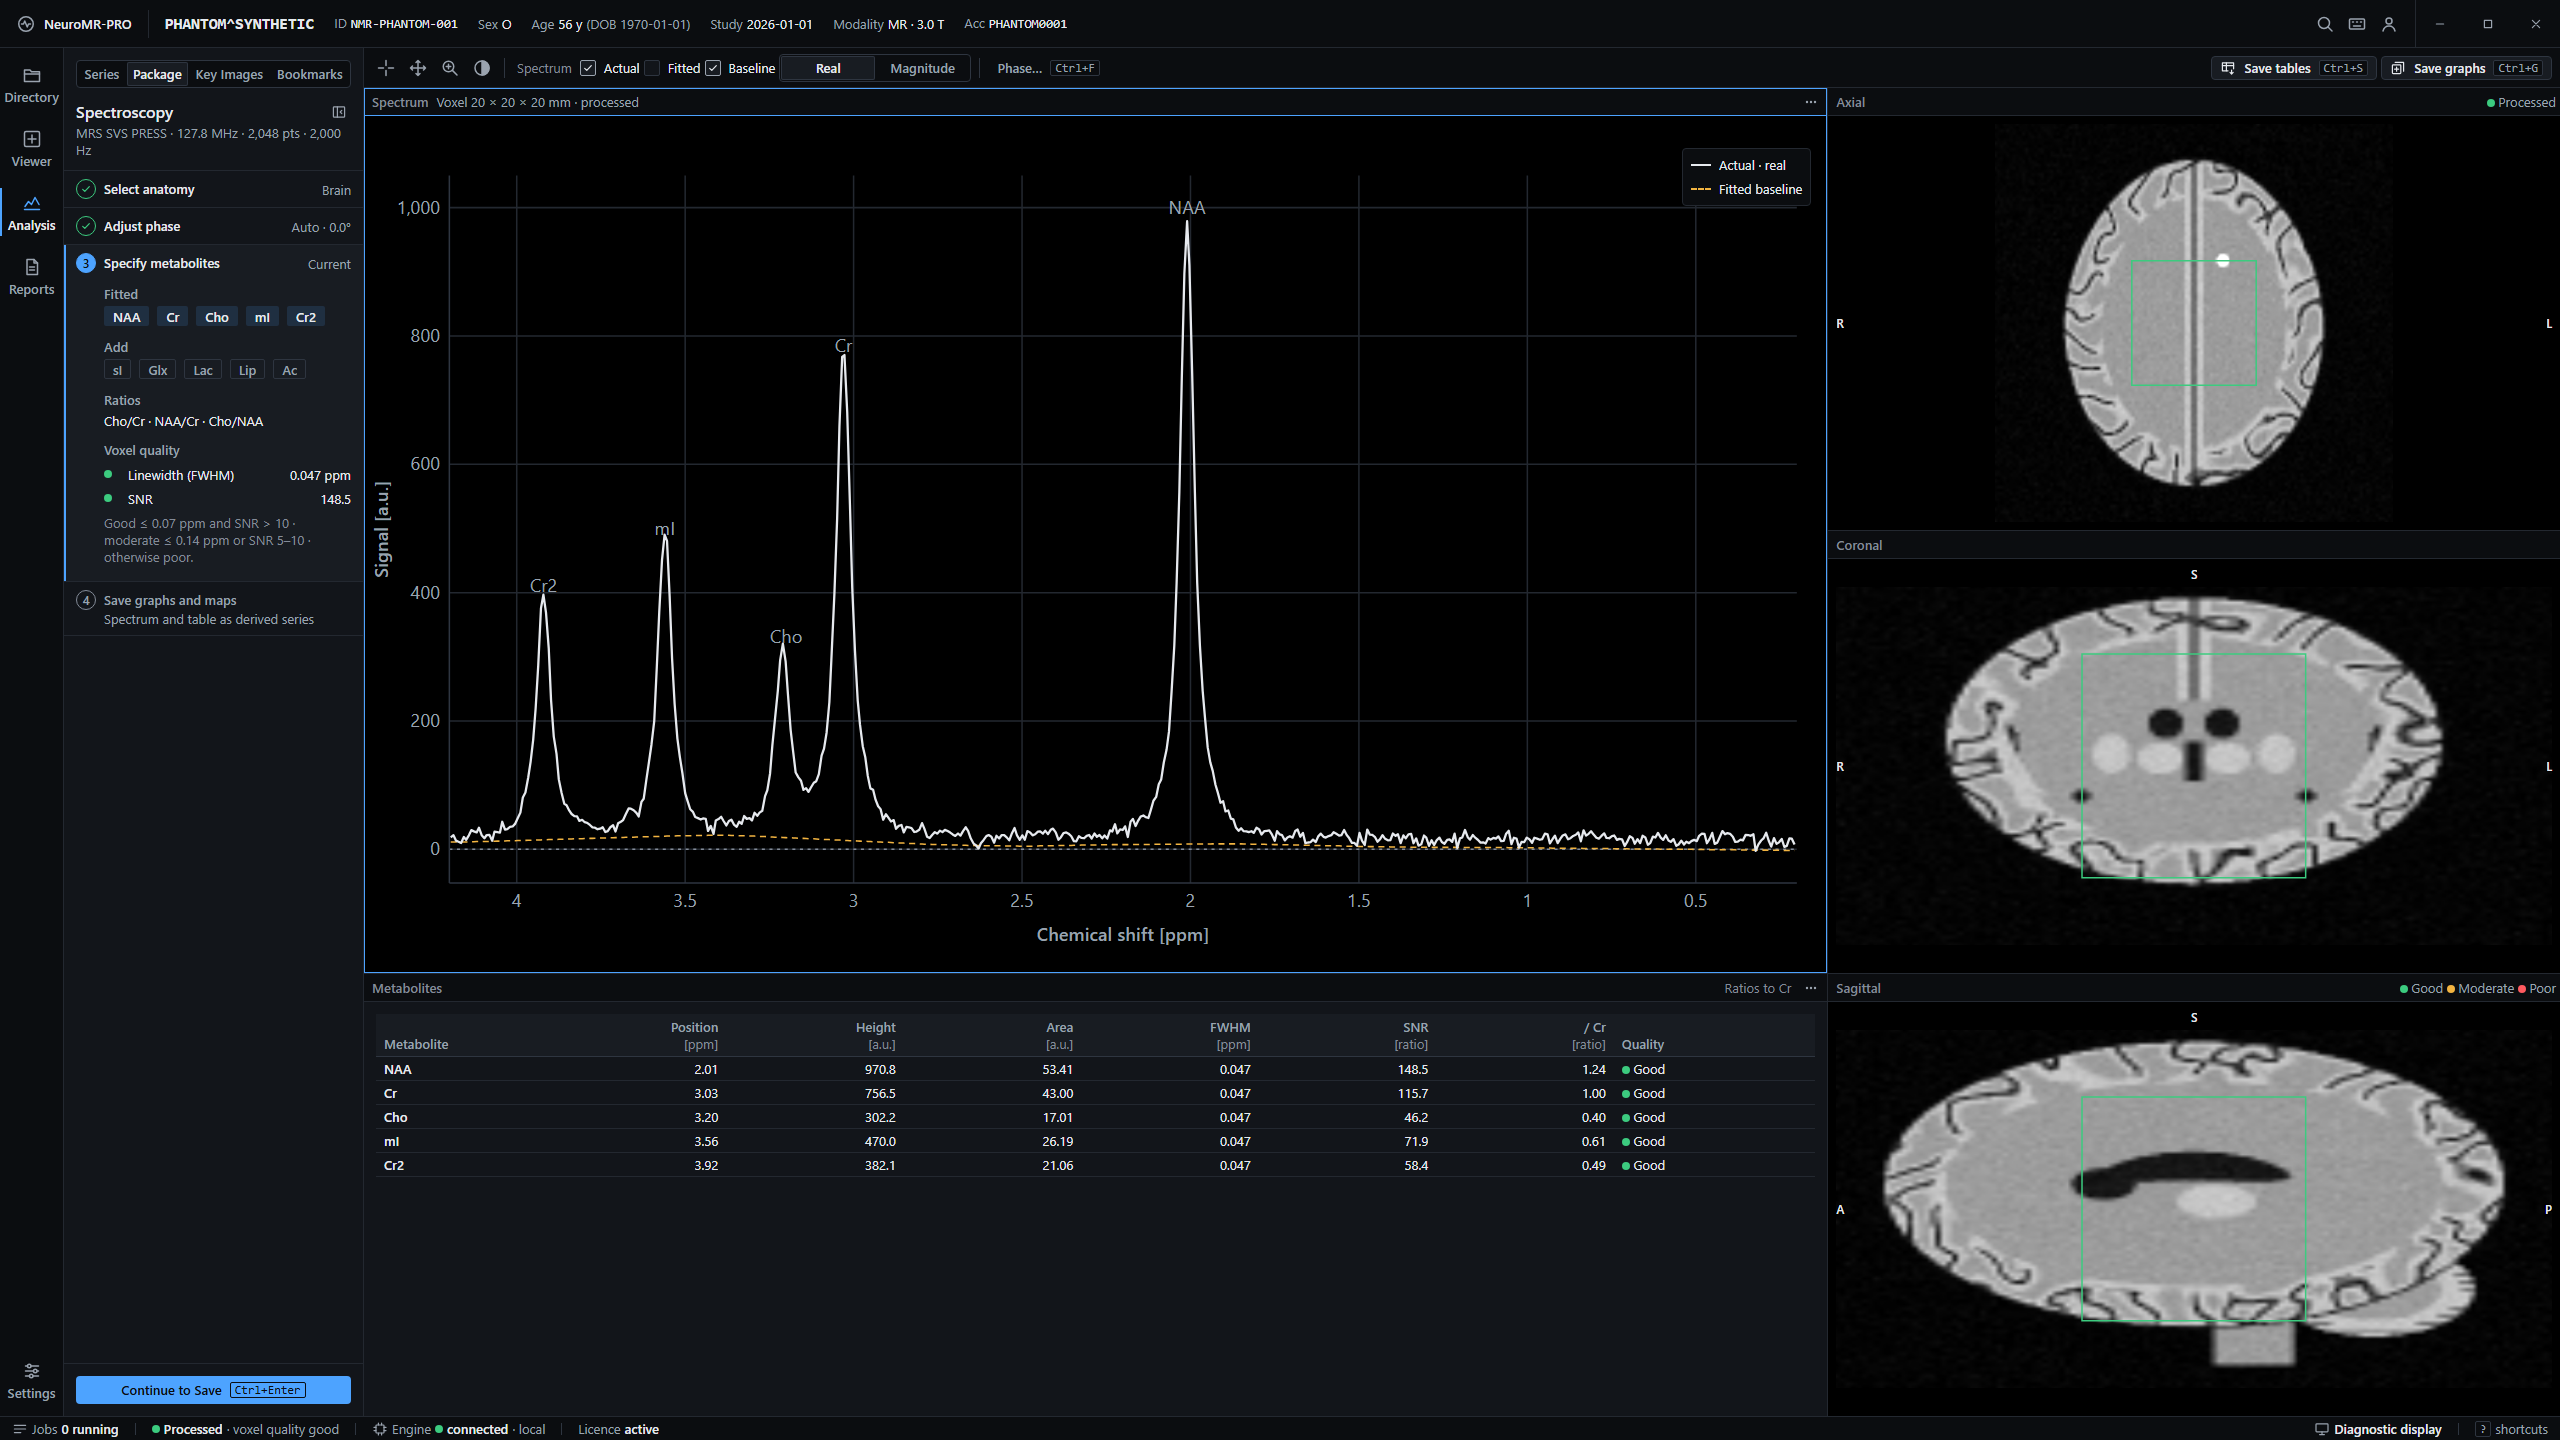 NeuroMR-PRO PHANTOM^SYNTHETIC ID NMR-PHANTOM-001 Sex O Age 56 y (DOB 1970-01-01) Study 2026-01-01 Modality MR · 3.0 T Acc PHANTOM0001
Directory
Viewer
Analysis
Reports
Settings
Series Package Key Images Bookmarks
Spectroscopy
MRS SVS PRESS · 127.8 MHz · 2,048 pts · 2,000
Hz
Select anatomy Brain
Adjust phase Auto · 0.0°
3 Specify metabolites Current
Fitted
NAA Cr Cho mI Cr2
Add
sI Glx Lac Lip Ac
Ratios
Cho/Cr · NAA/Cr · Cho/NAA
Voxel quality
Linewidth (FWHM) 0.047 ppm
SNR 148.5
Good ≤ 0.07 ppm and SNR > 10 ·
moderate ≤ 0.14 ppm or SNR 5–10 ·
otherwise poor.
4 Save graphs and maps
Spectrum and table as derived series
Continue to Save Ctrl+Enter
Spectrum Actual Fitted Baseline Real Magnitude Phase... Ctrl+F Save tables Ctrl+S Save graphs Ctrl+G
Spectrum Voxel 20 × 20 × 20 mm · processed
Actual · real
Fitted baseline
Signal [a.u.]
1,000
800
600
400
200
0
Cr2
mI
Cho
Cr
NAA
4 3.5 3 2.5 2 1.5 1 0.5
Chemical shift [ppm]
Metabolites Ratios to Cr
Metabolite Position [ppm] Height [a.u.] Area [a.u.] FWHM [ppm] SNR [ratio] / Cr [ratio] Quality
NAA 2.01 970.8 53.41 0.047 148.5 1.24 Good
Cr 3.03 756.5 43.00 0.047 115.7 1.00 Good
Cho 3.20 302.2 17.01 0.047 46.2 0.40 Good
mI 3.56 470.0 26.19 0.047 71.9 0.61 Good
Cr2 3.92 382.1 21.06 0.047 58.4 0.49 Good
Axial Processed
R L
Coronal
S
R L
Sagittal Good Moderate Poor
S
A P
Jobs 0 running Processed · voxel quality good Engine connected · local Licence active Diagnostic display ? shortcuts